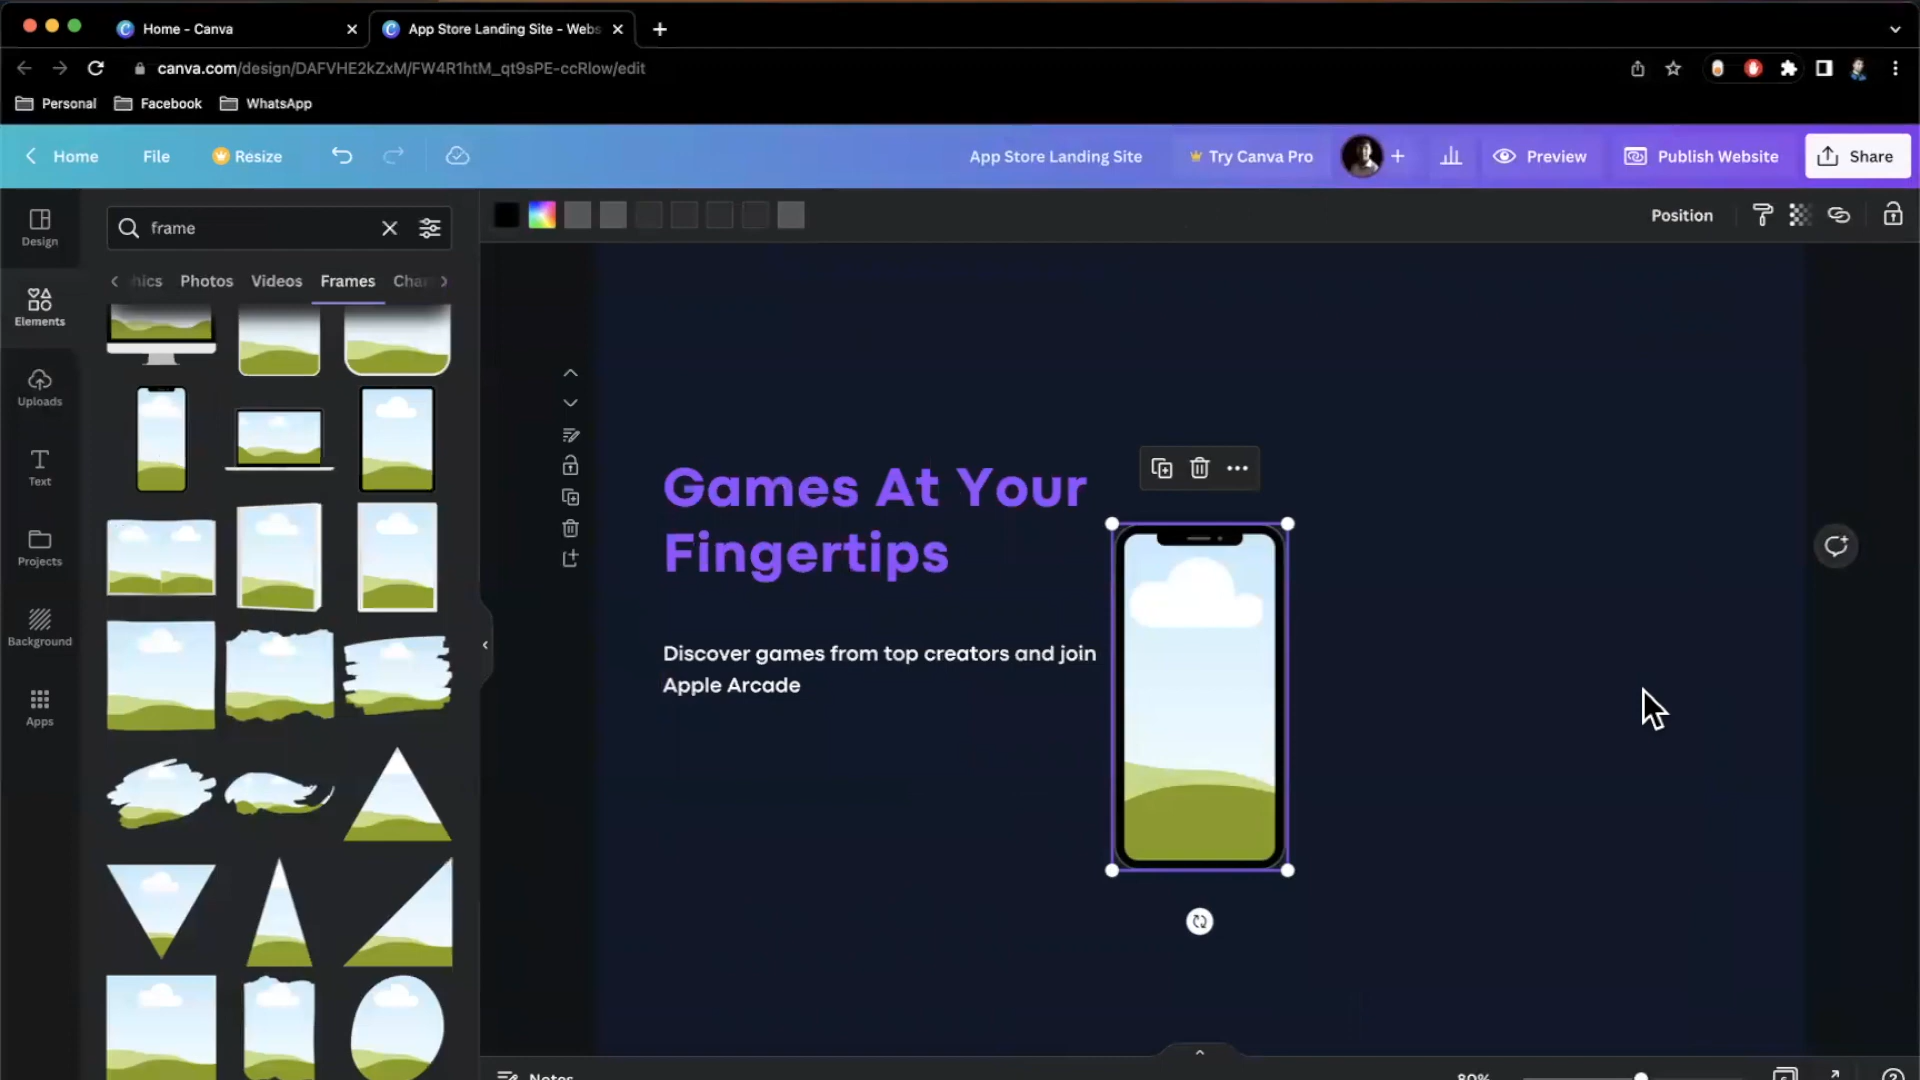 Home - Canva
App Store Landing Site - Webs
canva.com/design/DAFVHE2kZxM/FW4R1htM_qt9sPE-ccRlow/edit
Personal
Facebook
WhatsApp
Home
File
Resize
App Store Landing Site
Try Canva Pro
Preview
Publish Website
Share
Design
Elements
Uploads
Text
Projects
Background
Apps
frame
hics
Photos
Videos
Frames
Char
Position
Games At Your
Fingertips
Discover games from top creators and join
Apple Arcade
Notes
80%